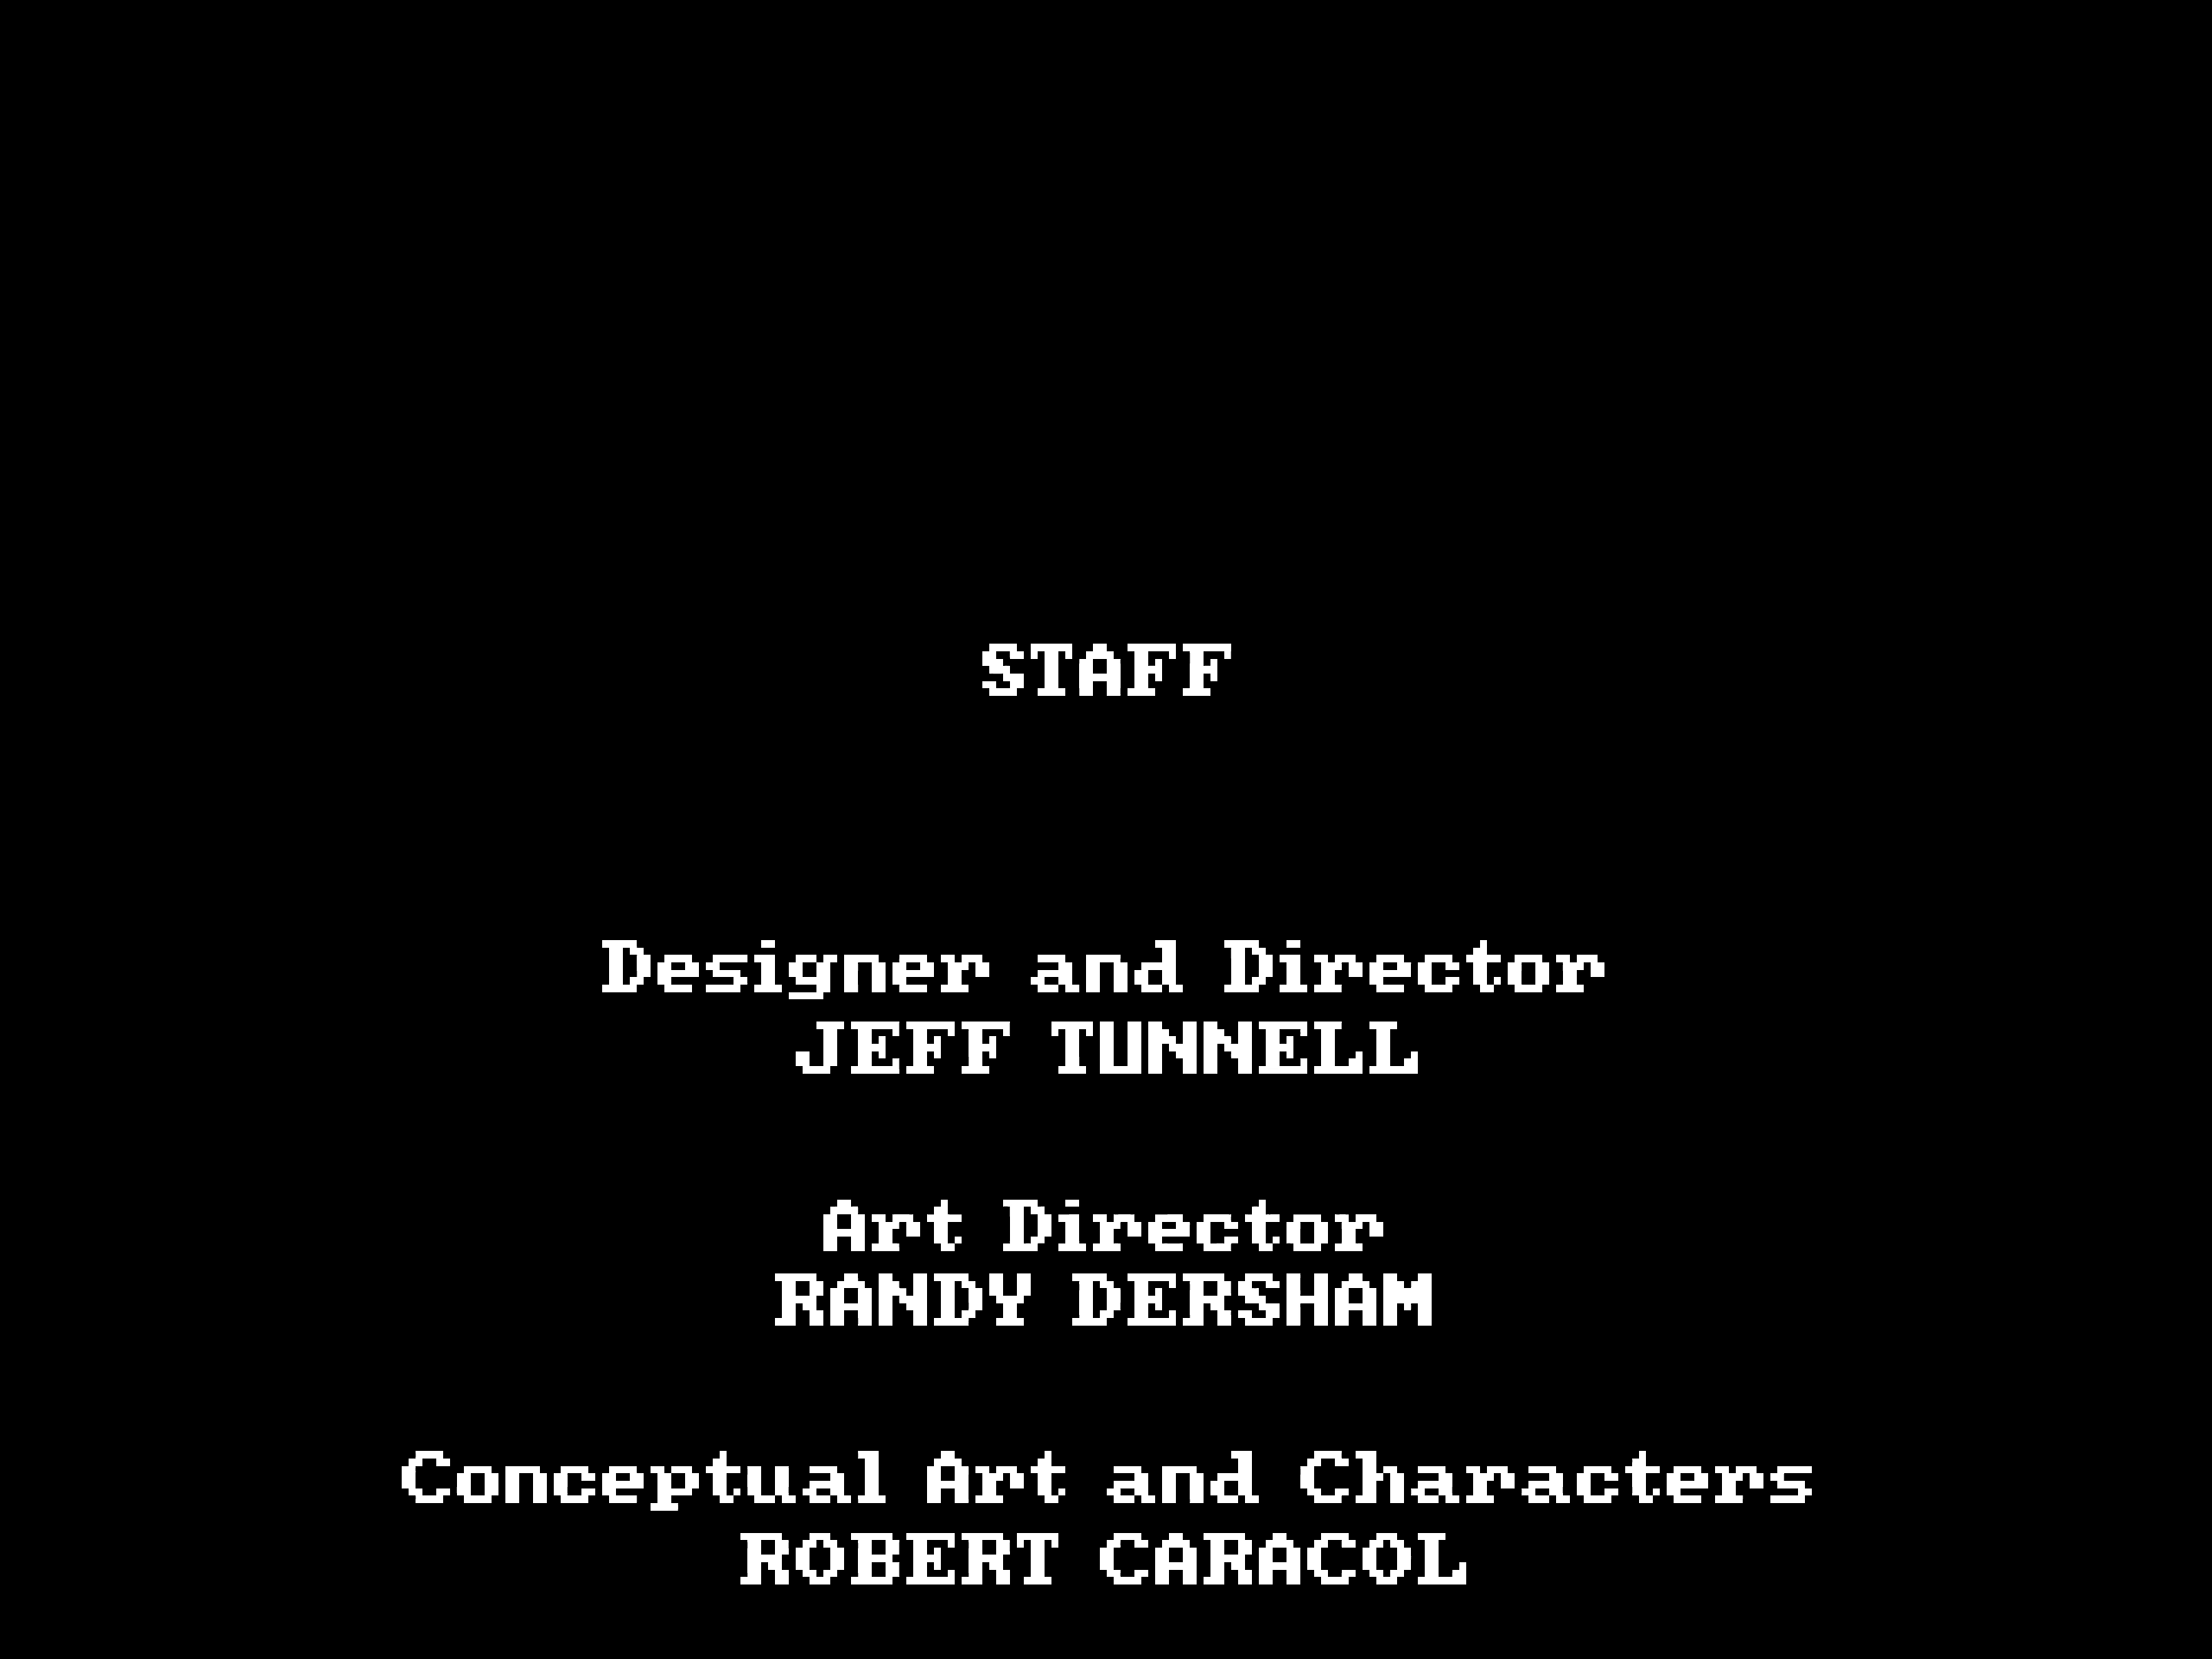 STAFF
Designer and Director
JEFF TUNNELL
Art Director
RANDY DERSHAM
Conceptual Art and Characters
ROBERT CARACOL